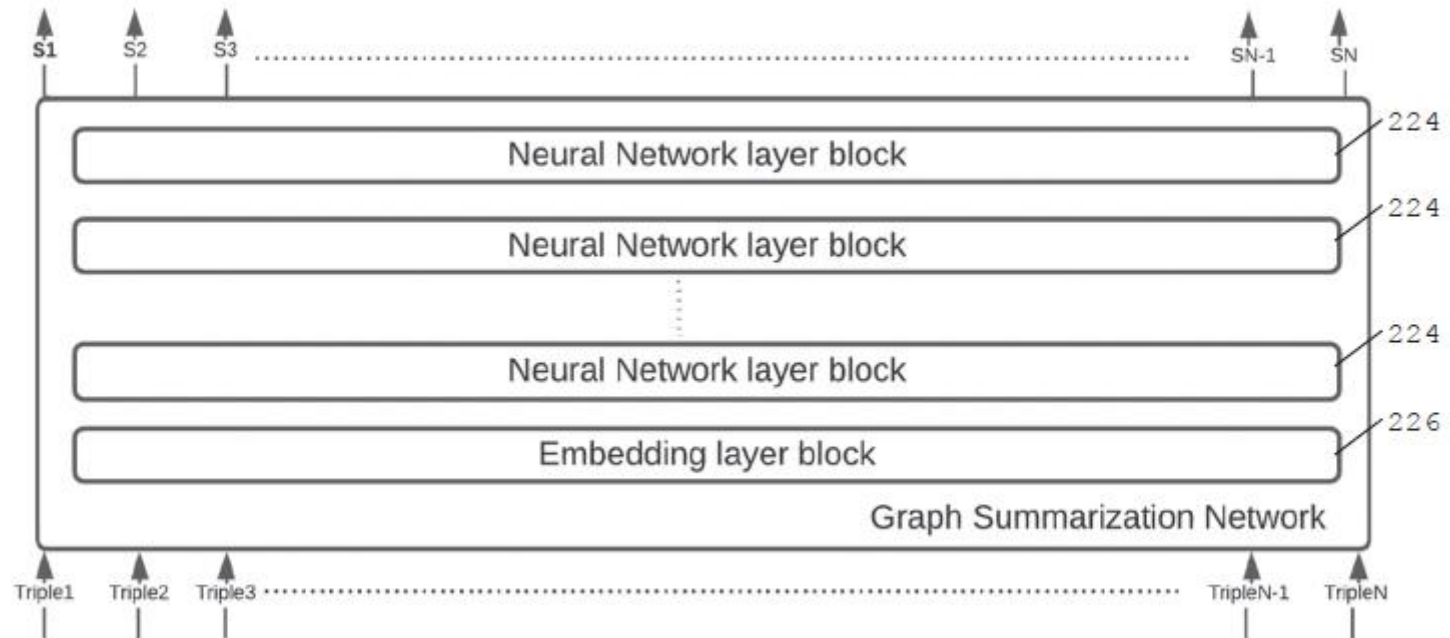 S1 S2 S3 SN-1 SN
Neural Network layer block 224
Neural Network layer block 224
Neural Network layer block 224
Embedding layer block 226
Graph Summarization Network
Triple1 Triple2 Triple3 TripleN-1 TripleN